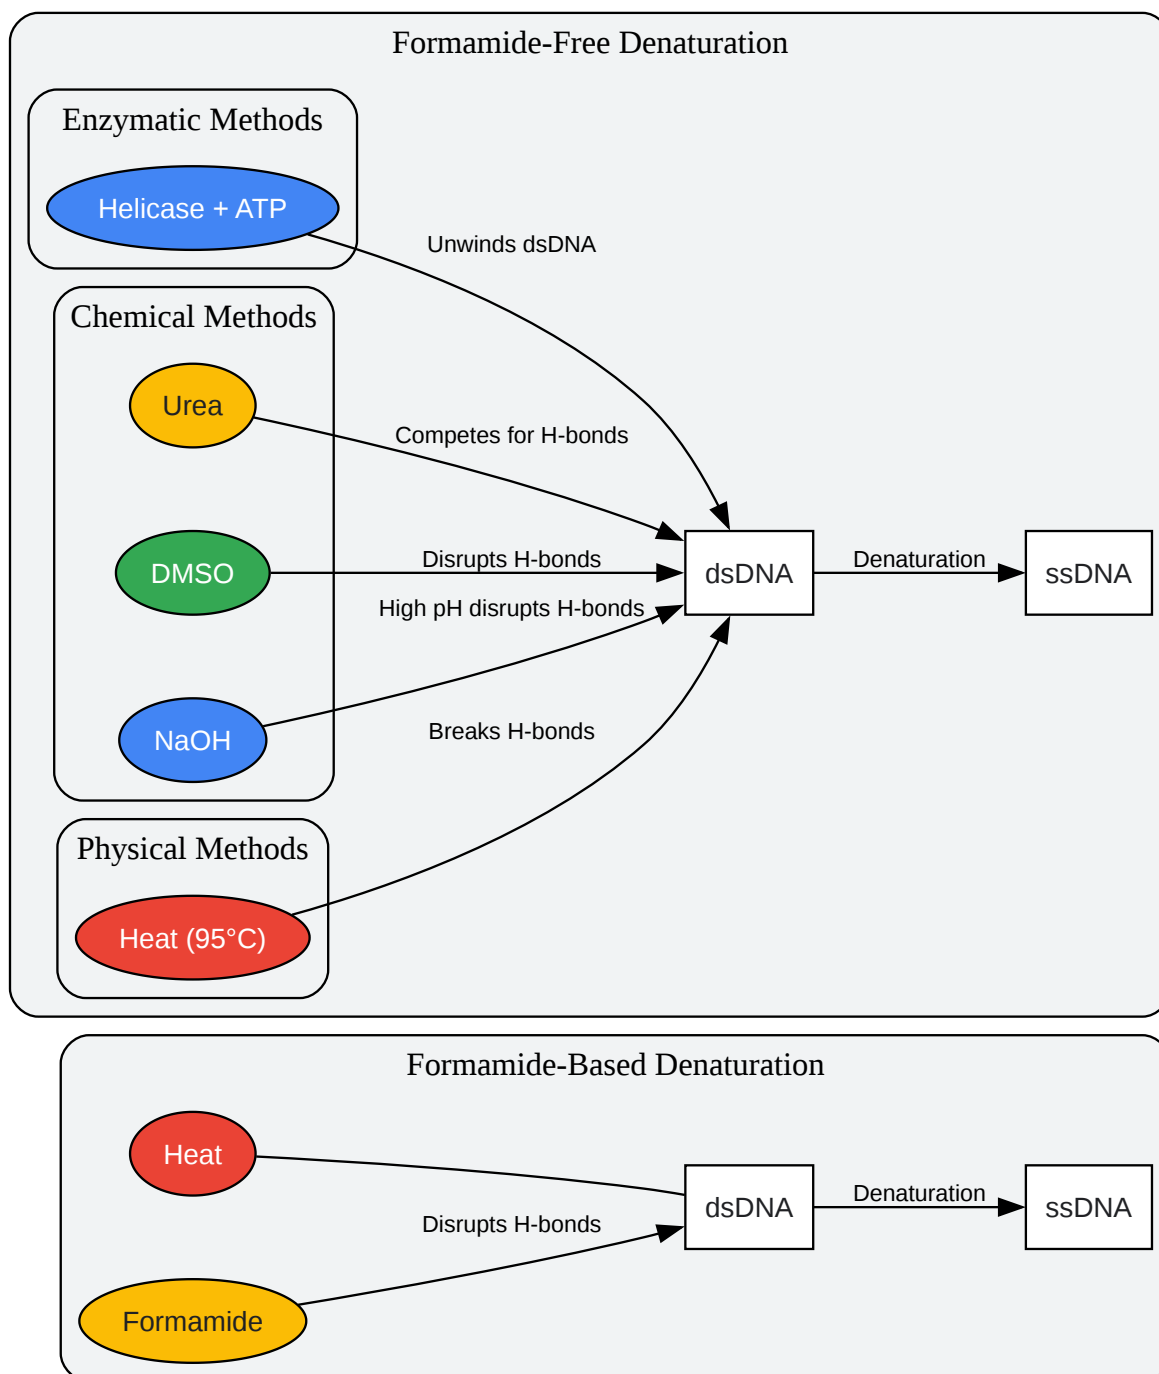 Formamide-Free Denaturation
Enzymatic Methods
Helicase + ATP
Unwinds dsDNA
Chemical Methods
Urea
Competes for H-bonds
DMSO
Disrupts H-bonds
High pH disrupts H-bonds
NaOH
dsDNA
Denaturation
ssDNA
Breaks H-bonds
Physical Methods
Heat (95°C)
Formamide-Based Denaturation
Heat
Disrupts H-bonds
Formamide
dsDNA
Denaturation
ssDNA